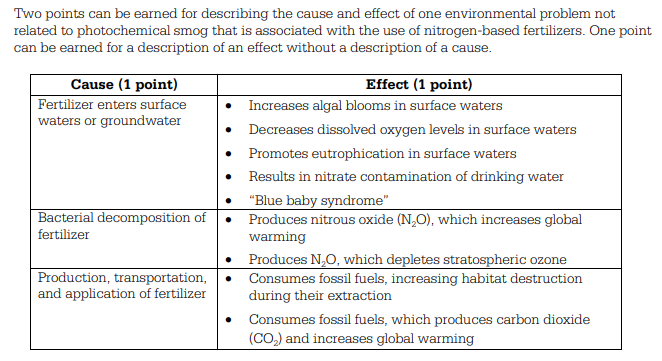 Two points can be earned for describing the cause and effect of one environmental problem not
related to photochemical smog that is associated with the use of nitrogen-based fertilizers. One point
can be earned for a description of an effect without a description of a cause.
Cause (1 point)
Effect (1 point)
Fertilizer enters surface
waters or groundwater
• Increases algal blooms in surface waters
• Decreases dissolved oxygen levels in surface waters
• Promotes eutrophication in surface waters
• Results in nitrate contamination of drinking water
• “Blue baby syndrome”
Bacterial decomposition of
fertilizer
• Produces nitrous oxide (N₂O), which increases global
warming
• Produces N₂O, which depletes stratospheric ozone
Production, transportation,
and application of fertilizer
• Consumes fossil fuels, increasing habitat destruction
during their extraction
• Consumes fossil fuels, which produces carbon dioxide
(CO₂) and increases global warming